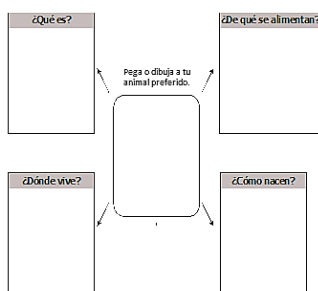 ¿Qué es?
¿De qué se alimentan?
Pega o dibuja a tu
animal preferido.
¿Dónde vive?
¿Cómo nacen?